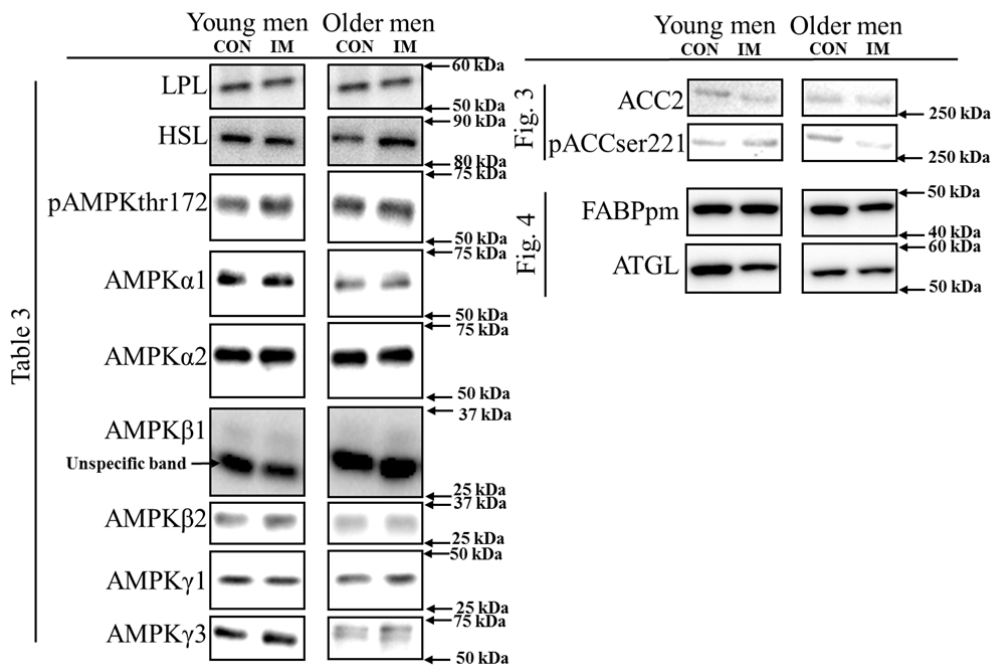 Young men Older men
CON IM CON IM
Table 3
LPL
60 kDa
50 kDa
HSL
90 kDa
80 kDa
pAMPKthr172
75 kDa
50 kDa
AMPKα1
75 kDa
50 kDa
AMPKα2
75 kDa
50 kDa
AMPKβ1
Unspecific band
37 kDa
25 kDa
AMPKβ2
37 kDa
25 kDa
AMPKγ1
50 kDa
25 kDa
AMPKγ3
75 kDa
50 kDa
Young men Older men
CON IM CON IM
Fig. 3
ACC2
250 kDa
pACCser221
250 kDa
Fig. 4
FABPpm
50 kDa
40 kDa
ATGL
60 kDa
50 kDa